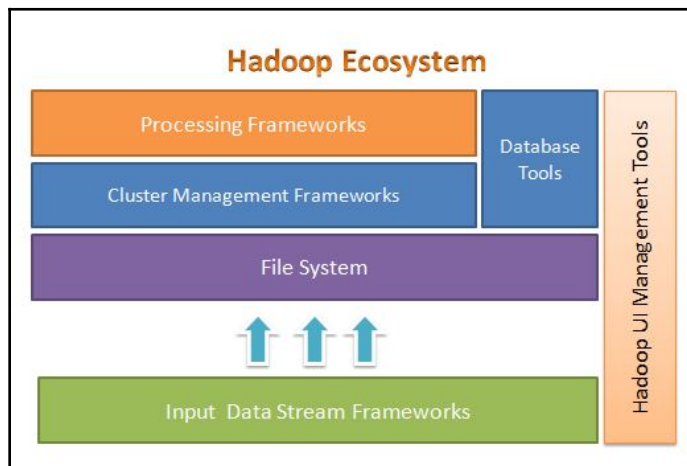 Hadoop Ecosystem
Processing Frameworks
Database
Tools
Cluster Management Frameworks
File System
Input Data Stream Frameworks
Hadoop UI Management Tools